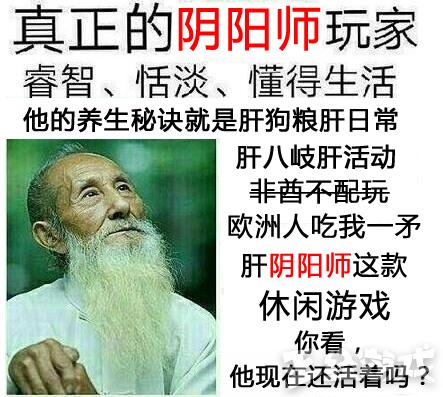 真正的阴阳师玩家
睿智、恬淡、懂得生活
他的养生秘诀就是肝狗粮肝日常
肝八岐肝活动
非酋不配玩
欧洲人吃我一矛
肝阴阳师这款
休闲游戏
你看，
他现在还活着吗？